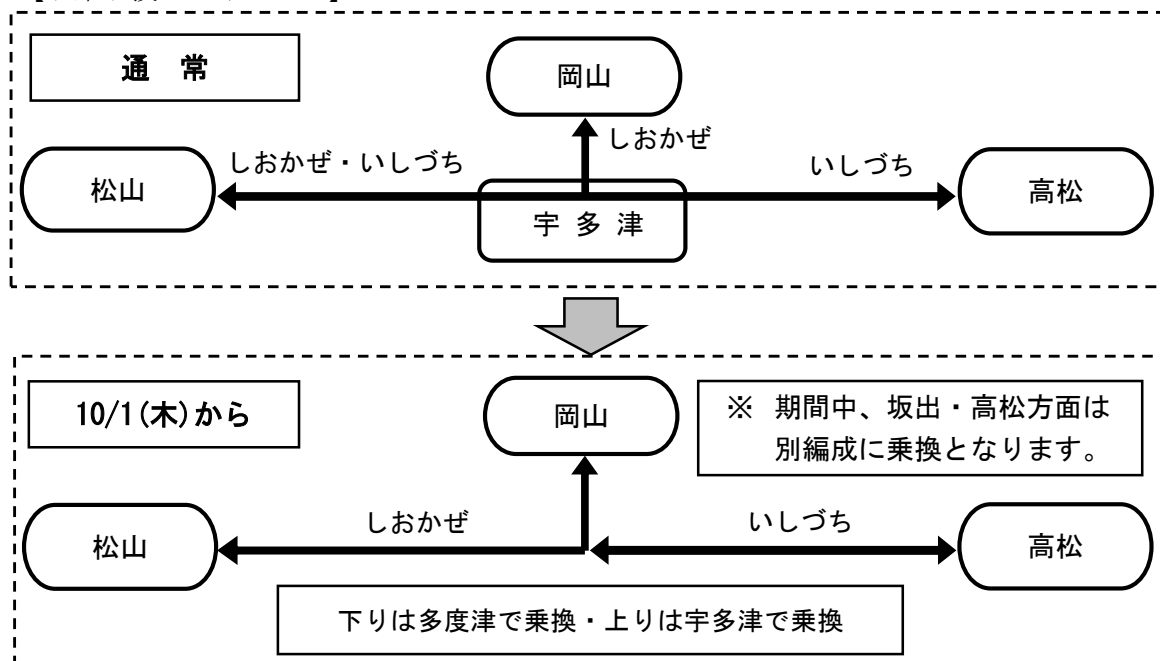 通 常
岡山
しおかぜ
しおかぜ・いしづち
いしづち
松山
宇 多 津
高松
10/1(木)から
岡山
※ 期間中、坂出・高松方面は
別編成に乗換となります。
しおかぜ
いしづち
松山
高松
下りは多度津で乗換・上りは宇多津で乗換